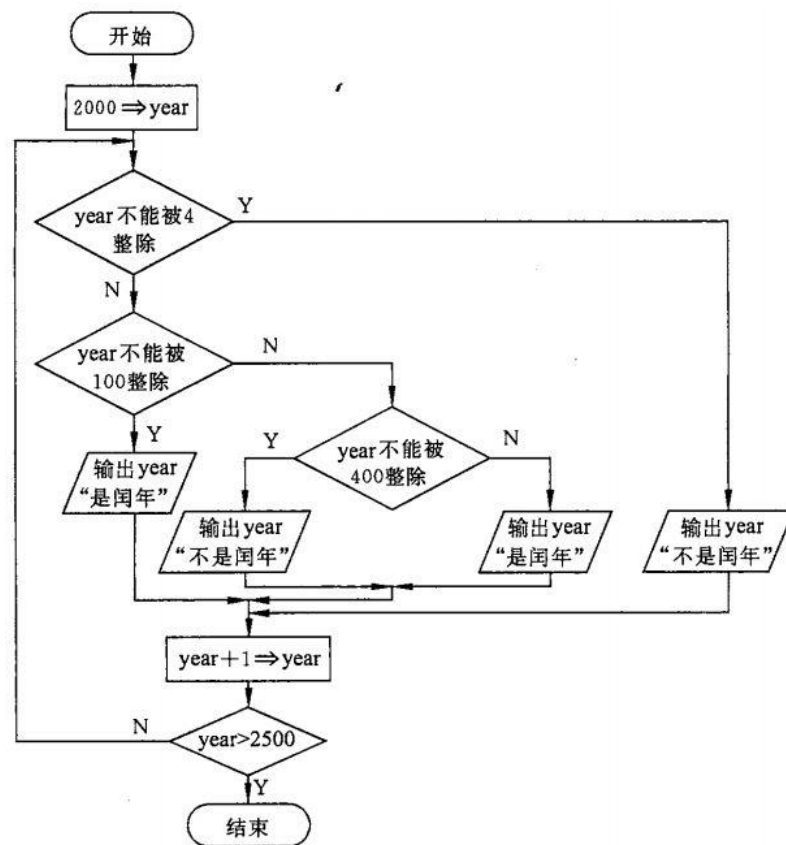 开始
2000⇒year
year不能被4
整除
Y
N
year不能被
100整除
N
Y
year不能被
400整除
Y
N
输出year
“是闰年”
输出year
“不是闰年”
输出year
“是闰年”
输出year
“不是闰年”
year+1⇒year
year>2500
N
Y
结束